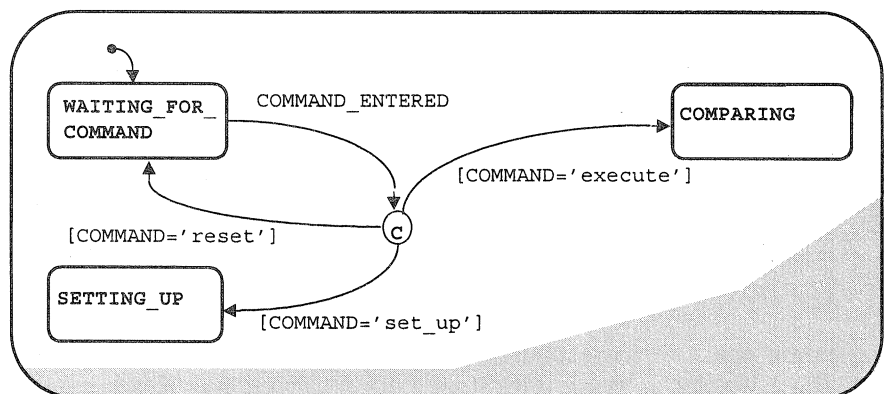 WAITING_FOR_
COMMAND
COMMAND_ENTERED
COMPARING
[COMMAND='execute']
C
[COMMAND='reset']
SETTING_UP
[COMMAND='set_up']